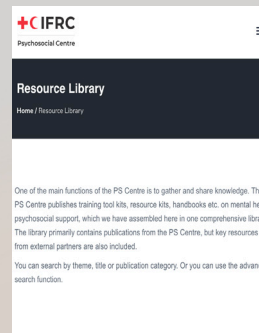 IFRC
Psychosocial Centre
Resource Library
Home / Resource Library
One of the main functions of the PS Centre is to gather and share knowledge. Th
PS Centre publishes training tool kits, resource kits, handbooks etc. on mental he
psychosocial support, which we have assembled here in one comprehensive libra
The library primarily contains publications from the PS Centre, but key resources
from external partners are also included.
You can search by theme, title or publication category. Or you can use the advan
search function.